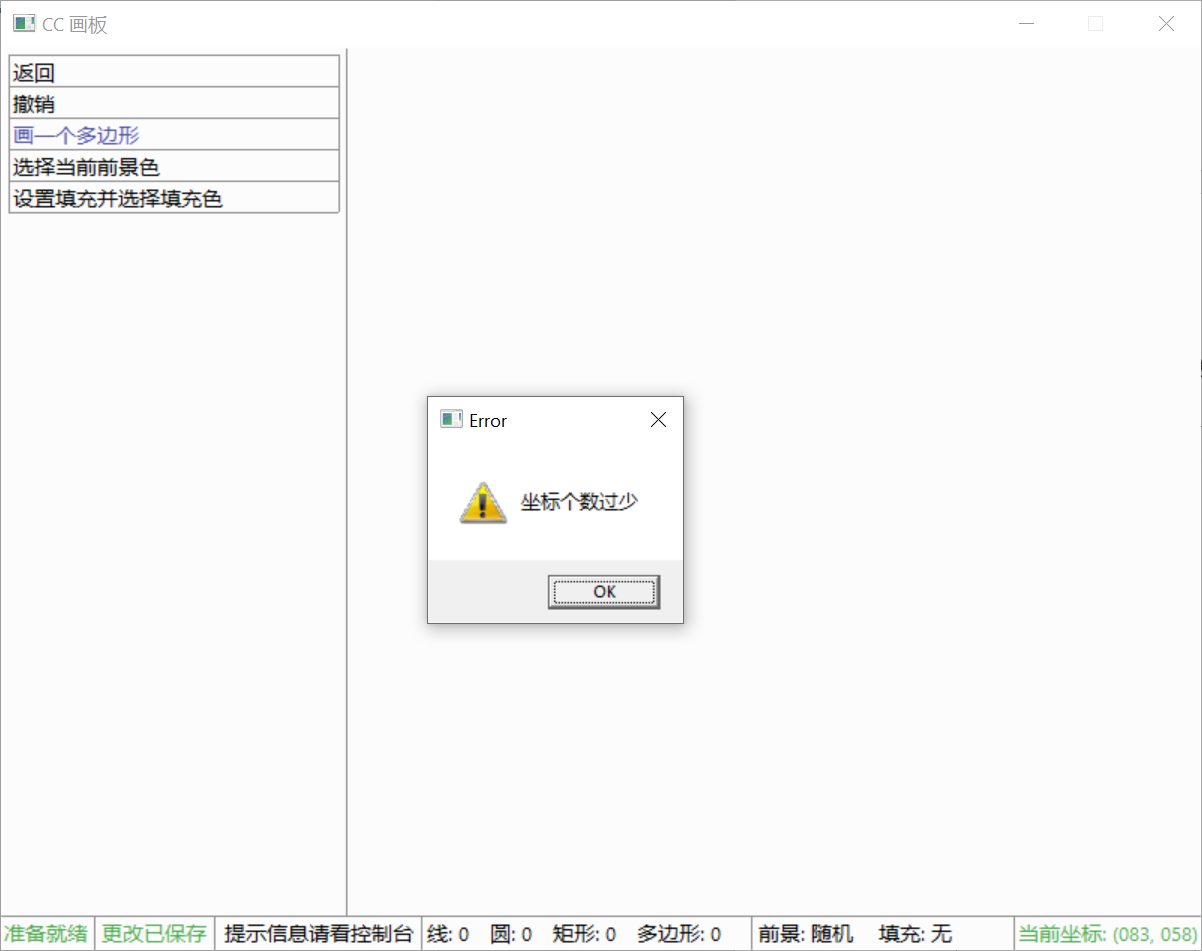 CC 画板
返回
撤销
画一个多边形
选择当前前景色
设置填充并选择填充色
Error
坐标个数过少
OK
准备就绪 更改已保存 提示信息请看控制台 线: 0 圆: 0 矩形: 0 多边形: 0 前景: 随机 填充: 无 当前坐标: (083, 058)